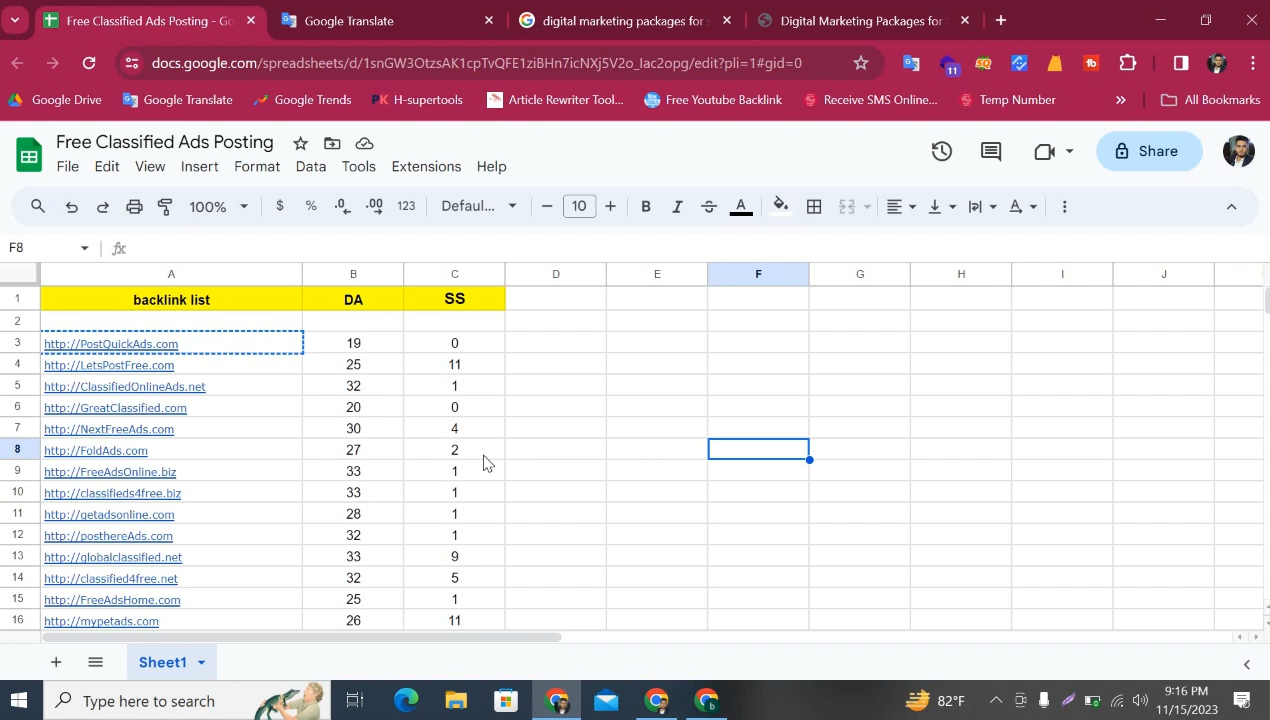 Free Classified Ads Posting - Go
Google Translate
digital marketing packages for
Digital Marketing Packages for
docs.google.com/spreadsheets/d/1snGW3OtzsAK1cpTvQFE1ziBHn7icNXj5V2o_Iac2opg/edit?pli=1#gid=0
11
Google Drive
Google Translate
Google Trends
PK H-supertools
Article Rewriter Tool...
Free Youtube Backlink
Receive SMS Online...
Temp Number
All Bookmarks
Free Classified Ads Posting
File Edit View Insert Format Data Tools Extensions Help
Share
100% $ % .0 .00 123 Defaul... 10 B I A
F8 fx
A B C D E F G H I J
1 backlink list DA SS
2
3 http://PostQuickAds.com 19 0
4 http://LetsPostFree.com 25 11
5 http://ClassifiedOnlineAds.net 32 1
6 http://GreatClassified.com 20 0
7 http://NextFreeAds.com 30 4
8 http://FoldAds.com 27 2
9 http://FreeAdsOnline.biz 33 1
10 http://classifieds4free.biz 33 1
11 http://getadsonline.com 28 1
12 http://posthereAds.com 32 1
13 http://globalclassified.net 33 9
14 http://classified4free.net 32 5
15 http://FreeAdsHome.com 25 1
16 http://mypetads.com 26 11
Sheet1
Type here to search
82°F
9:16 PM
11/15/2023